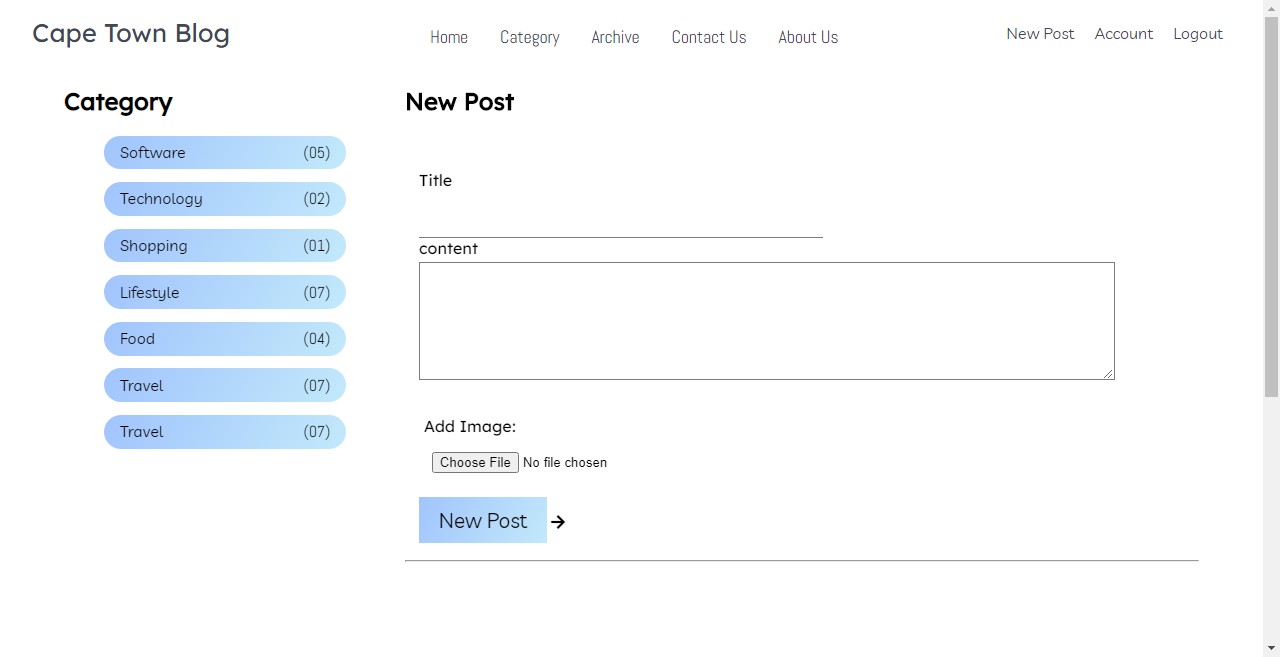 Cape Town Blog
Home Category Archive Contact Us About Us
New Post Account Logout
Category
Software (05)
Technology (02)
Shopping (01)
Lifestyle (07)
Food (04)
Travel (07)
Travel (07)
New Post
Title
content
Add Image:
Choose File No file chosen
New Post →